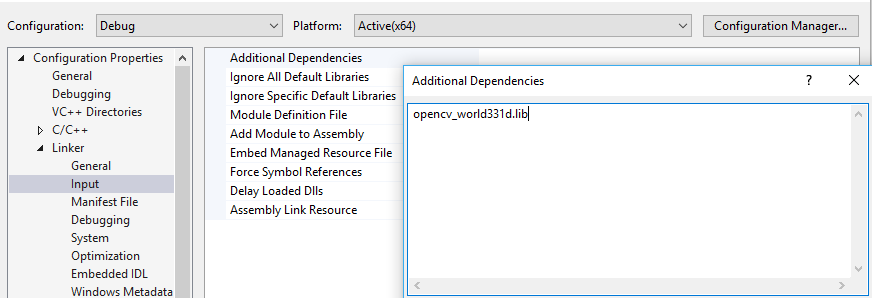 Configuration: Debug Platform: Active(x64) Configuration Manager...
Configuration Properties
General
Debugging
VC++ Directories
C/C++
Linker
General
Input
Manifest File
Debugging
System
Optimization
Embedded IDL
Windows Metadata
Additional Dependencies
Ignore All Default Libraries
Ignore Specific Default Libraries
Module Definition File
Add Module to Assembly
Embed Managed Resource File
Force Symbol References
Delay Loaded Dlls
Assembly Link Resource
Additional Dependencies ?
opencv_world331d.lib